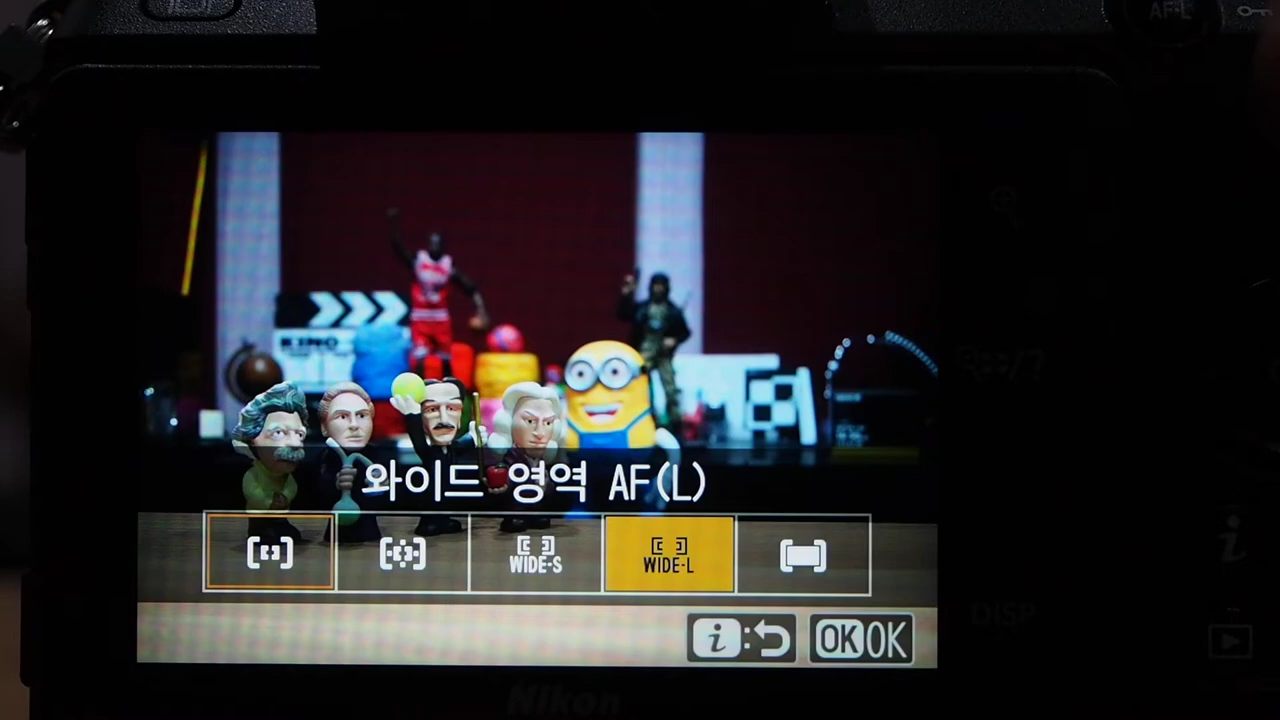 AF-L
KINO
와이드 영역 AF(L)
WIDE-S
WIDE-L
i:
OK OK
DISP
i
Nikon